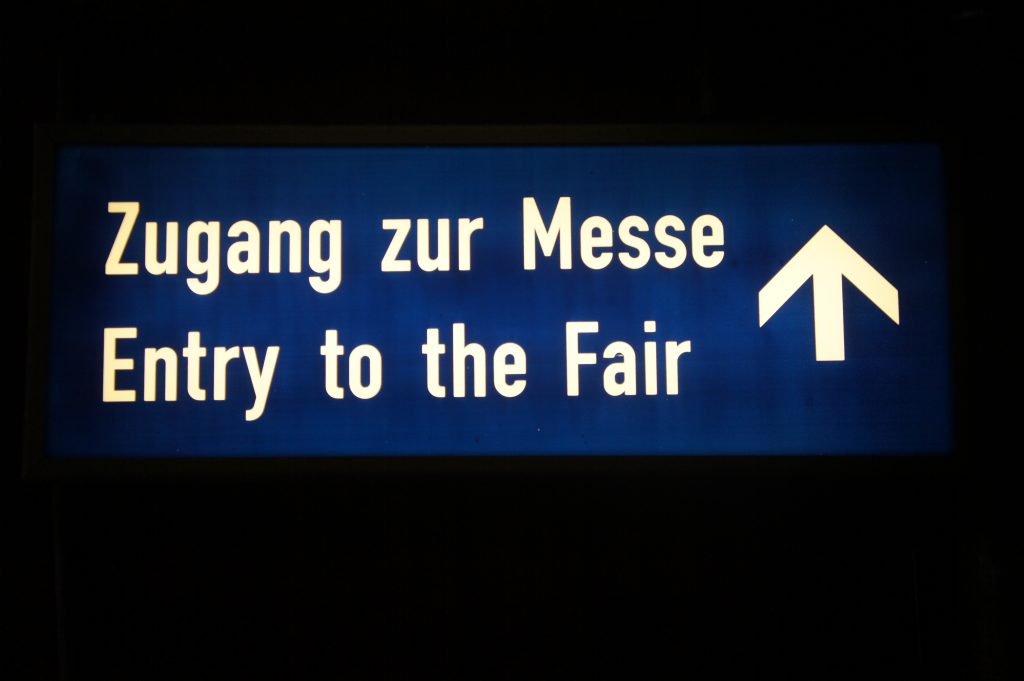 Zugang zur Messe
Entry to the Fair